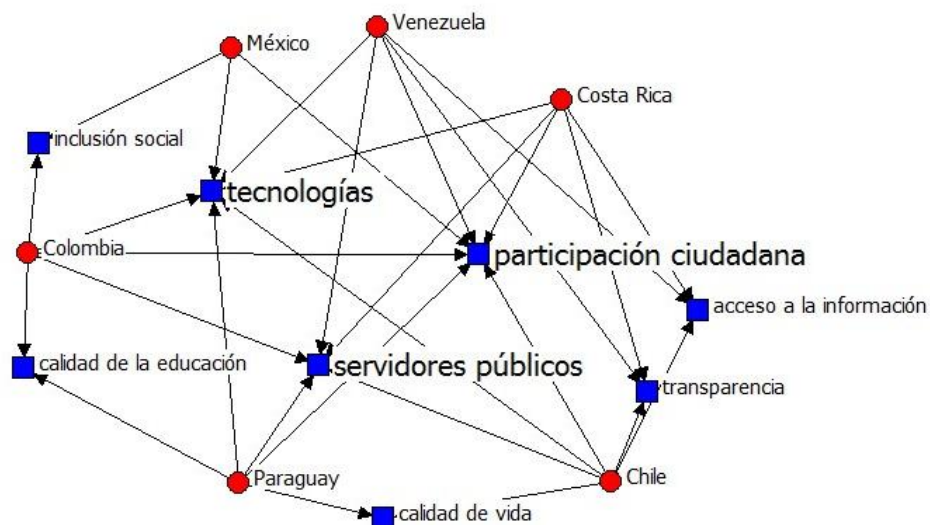 Venezuela
México
Costa Rica
inclusión social
tecnologías
Colombia
participación ciudadana
acceso a la información
calidad de la educación
servidores públicos
transparencia
Paraguay
Chile
calidad de vida